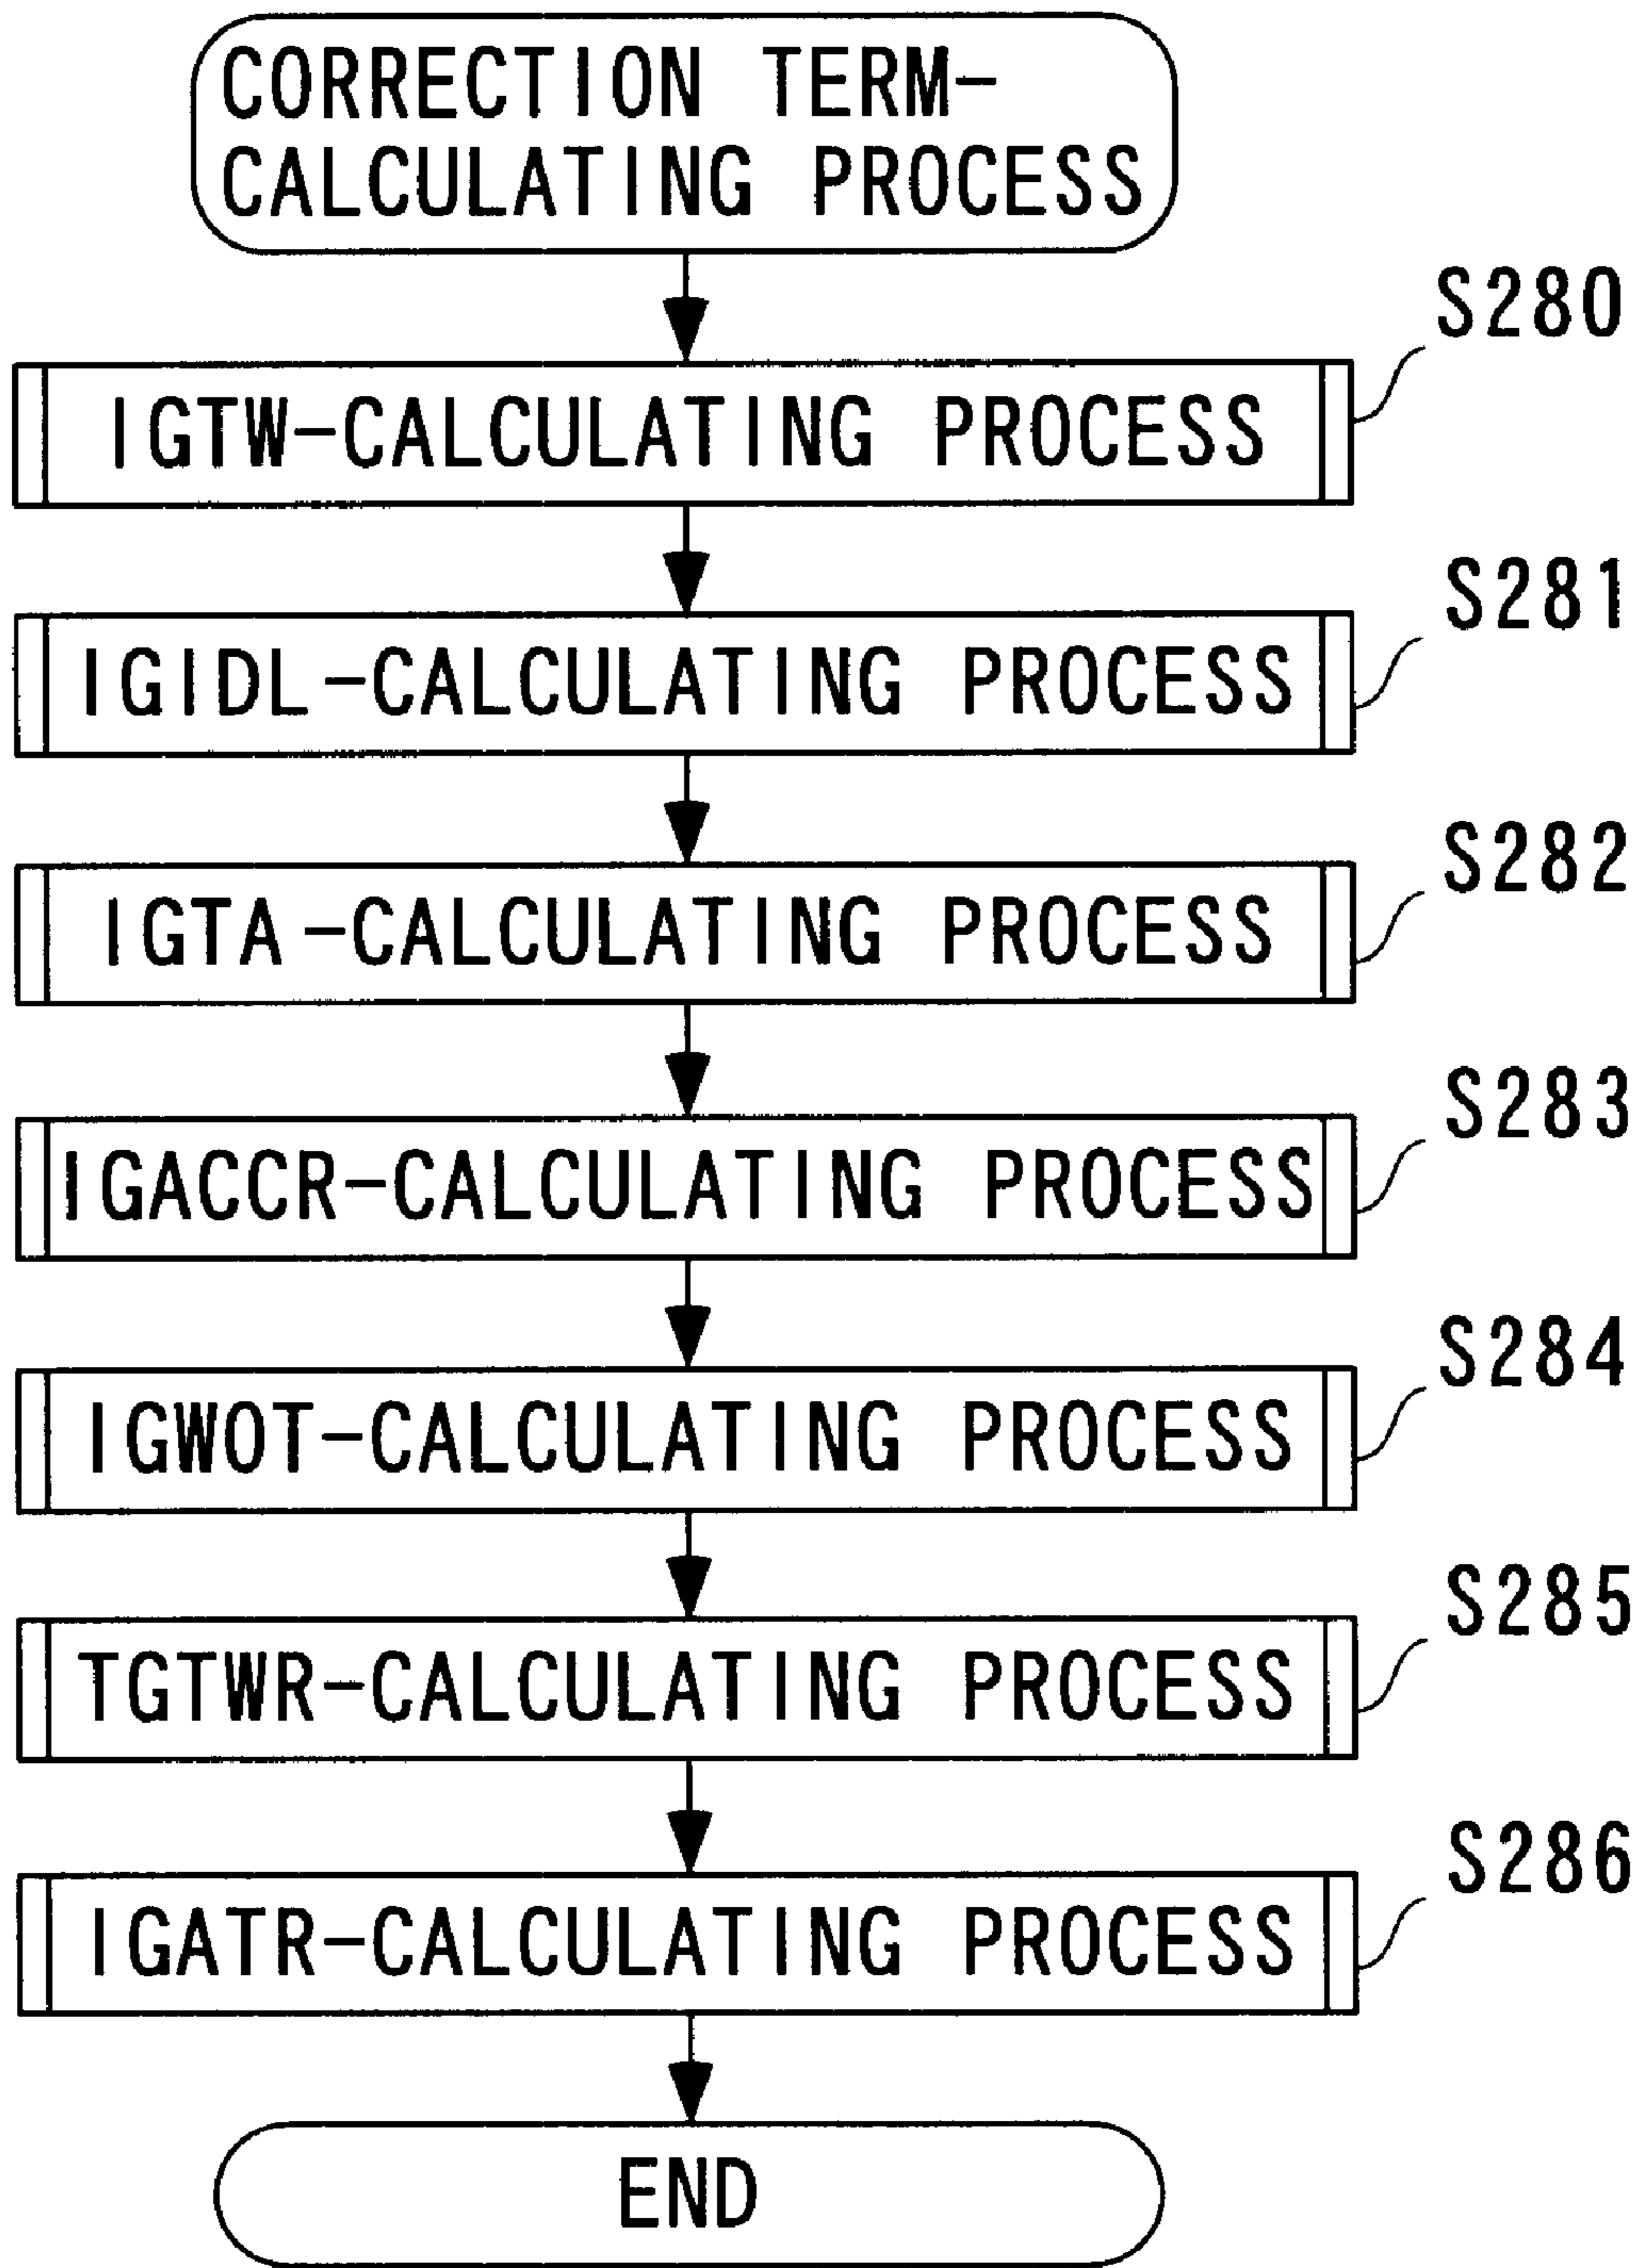 CORRECTION TERM-
CALCULATING PROCESS
S280
IGTW-CALCULATING PROCESS
S281
IGIDL-CALCULATING PROCESS
S282
IGTA-CALCULATING PROCESS
S283
IGACCR-CALCULATING PROCESS
S284
IGWOT-CALCULATING PROCESS
S285
TGTWR-CALCULATING PROCESS
S286
IGATR-CALCULATING PROCESS
END